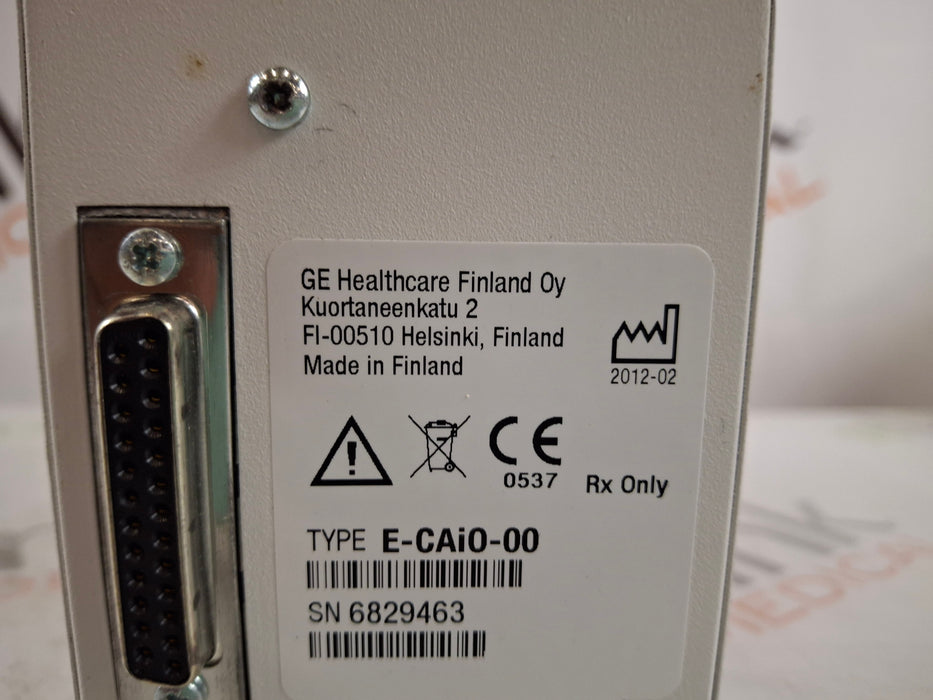 GE Healthcare Finland Oy
Kuortaneenkatu 2
FI-00510 Helsinki, Finland
Made in Finland
2012-02
CE
0537
Rx Only
TYPE E-CAiO-00
SN 6829463
MEDICAL